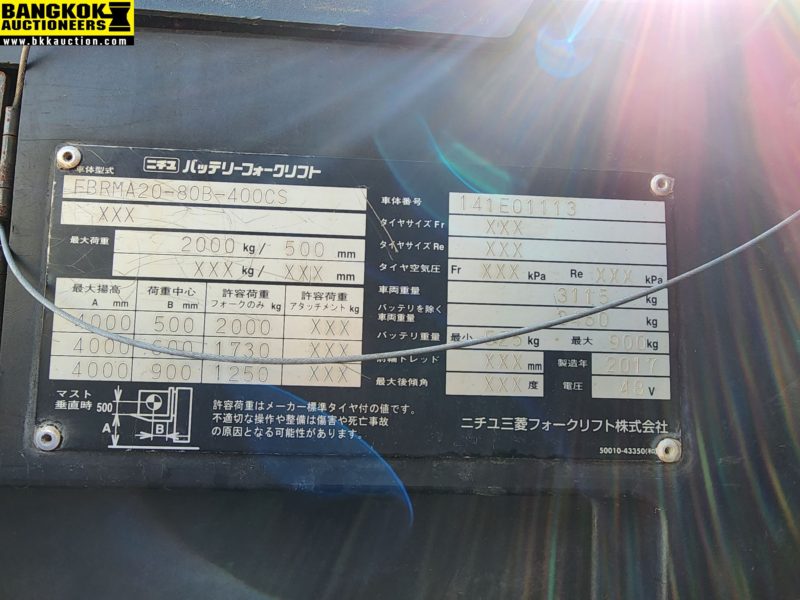 BANGKOK
AUCTIONEERS
www.bkkauction.com
ニチユ バッテリーフォークリフト
車体型式
FBRMA20-80B-400CS
XXX
最大荷重 2000 kg / 500 mm
XXX kg / XXX mm
最大揚高 A mm 荷重中心 B mm 許容荷重 フォークのみ kg 許容荷重 アタッチメント kg
4000 500 2000 XXX
4000 1730 XXX
4000 900 1250 XXX
マスト垂直時 500 A B
許容荷重はメーカー標準タイヤ付の値です。
不適切な操作や整備は傷害や死亡事故
の原因となる可能性があります。
車体番号 141E01113
タイヤサイズ Fr XXX
タイヤサイズ Re XXX
タイヤ空気圧 Fr XXX kPa Re XXX kPa
車両重量 3115 kg
バッテリを除く
車両重量 kg
バッテリ重量 最小 kg 最大 900 kg
トレッド XXX mm 製造年 2017
最大後傾角 XXX 度 電圧 48 V
ニチユ三菱フォークリフト株式会社
50010-43350